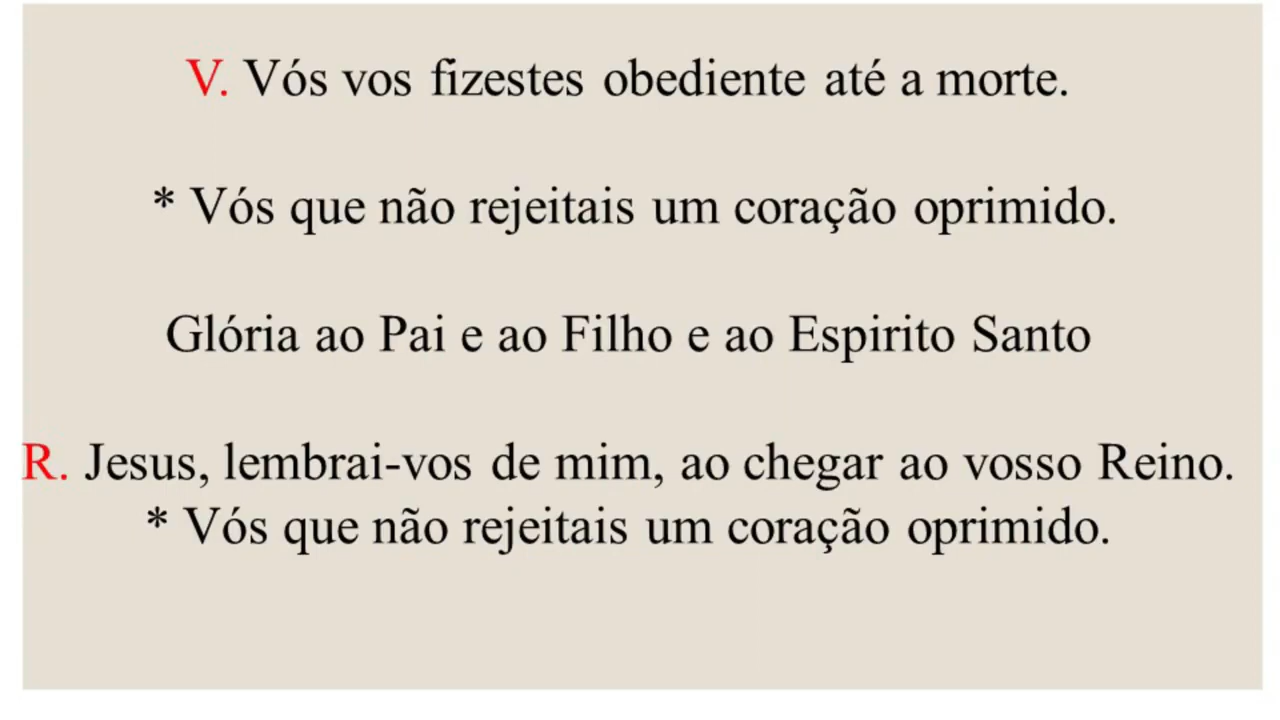 V. Vós vos fizestes obediente até a morte.
* Vós que não rejeitais um coração oprimido.
Glória ao Pai e ao Filho e ao Espirito Santo
R. Jesus, lembrai-vos de mim, ao chegar ao vosso Reino.
* Vós que não rejeitais um coração oprimido.